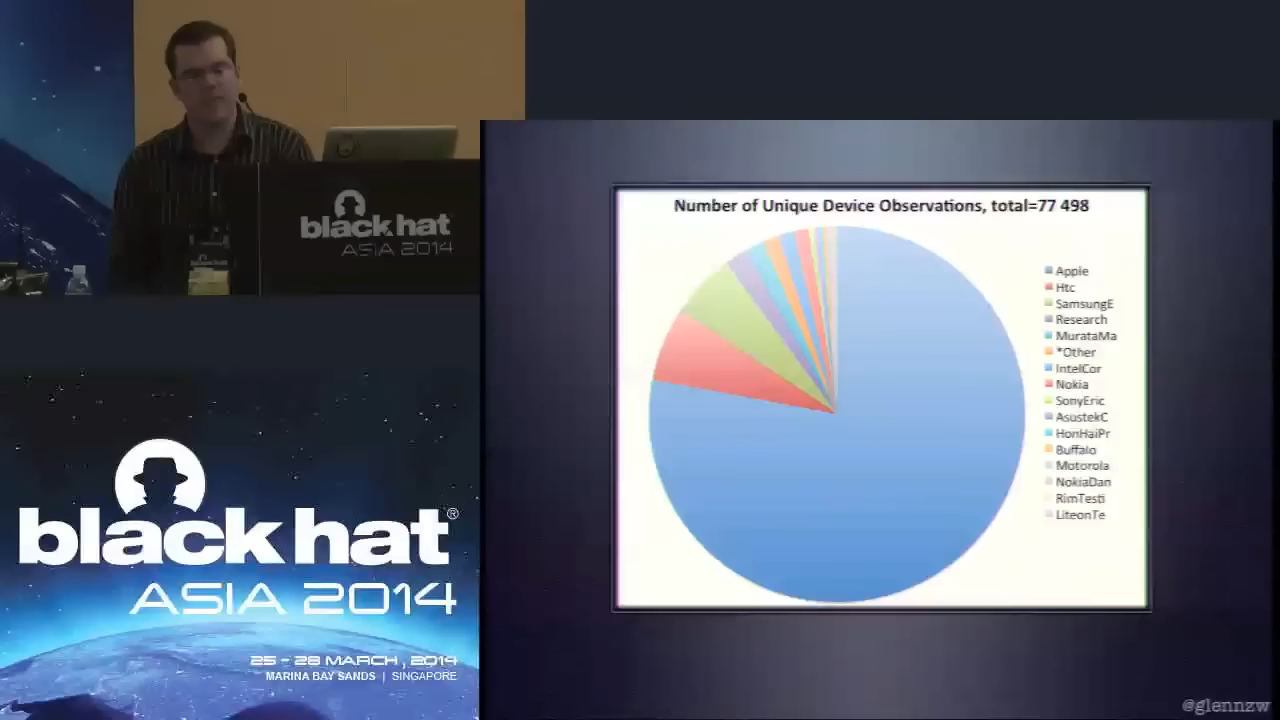 black hat
ASIA 2014
Number of Unique Device Observations, total=77 498
Apple
Htc
SamsungE
Research
MurataMa
*Other
IntelCor
Nokia
SonyEric
AsustekC
HonHaiPr
Buffalo
Motorola
NokiaDan
RimTesti
LiteonTe
black hat®
ASIA 2014
25 - 28 MARCH, 2014
MARINA BAY SANDS | SINGAPORE
@glennzw